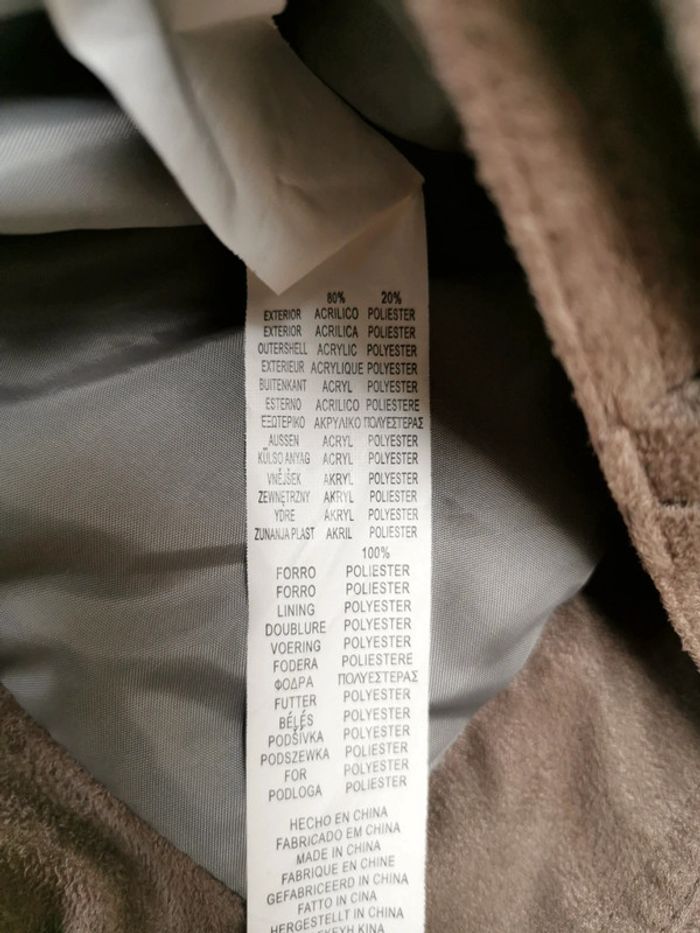 80% 20%
EXTERIOR ACRILICO POLIESTER
EXTERIOR ACRILICA POLIESTER
OUTERSHELL ACRYLIC POLYESTER
EXTERIEUR ACRYLIQUE POLYESTER
BUITENKANT ACRYL POLYESTER
ESTERNO ACRILICO POLIESTERE
ΕΞΩΤΕΡΙΚΟ ΑΚΡΥΛΙΚΟ ΠΟΛΥΕΣΤΕΡΑΣ
AUSSEN ACRYL POLYESTER
KÜLSO ANYAG ACRYL POLYESTER
VNĚJŠEK AKRYL POLYESTER
ZEWNĘTRZNY AKRYL POLIESTER
YDRE AKRYL POLYESTER
ZUNANJA PLAST AKRIL POLIESTER
100%
FORRO POLIESTER
FORRO POLIESTER
LINING POLYESTER
DOUBLURE POLYESTER
VOERING POLYESTER
FODERA POLIESTERE
ΦΟΔΡΑ ΠΟΛΥΕΣΤΕΡΑΣ
FUTTER POLYESTER
BÉLÉS POLYESTER
PODŠÍVKA POLYESTER
PODSZEWKA POLIESTER
FOR POLYESTER
PODLOGA POLIESTER
HECHO EN CHINA
FABRICADO EM CHINA
MADE IN CHINA
FABRIQUE EN CHINE
GEFABRICEERD IN CHINA
FATTO IN CINA
HERGESTELLT IN CHINA